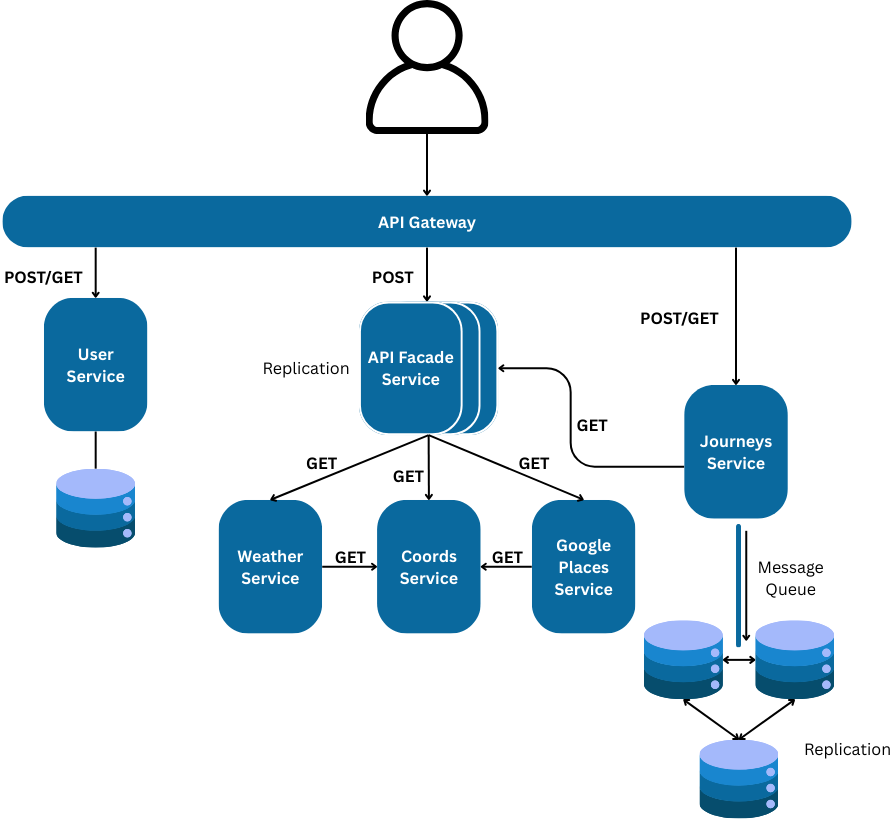 API Gateway
POST/GET
POST
POST/GET
User
Service
Replication
API Facade
Service
GET
Journeys
Service
GET
GET
GET
Weather
Service
GET
Coords
Service
GET
Google
Places
Service
Message
Queue
Replication